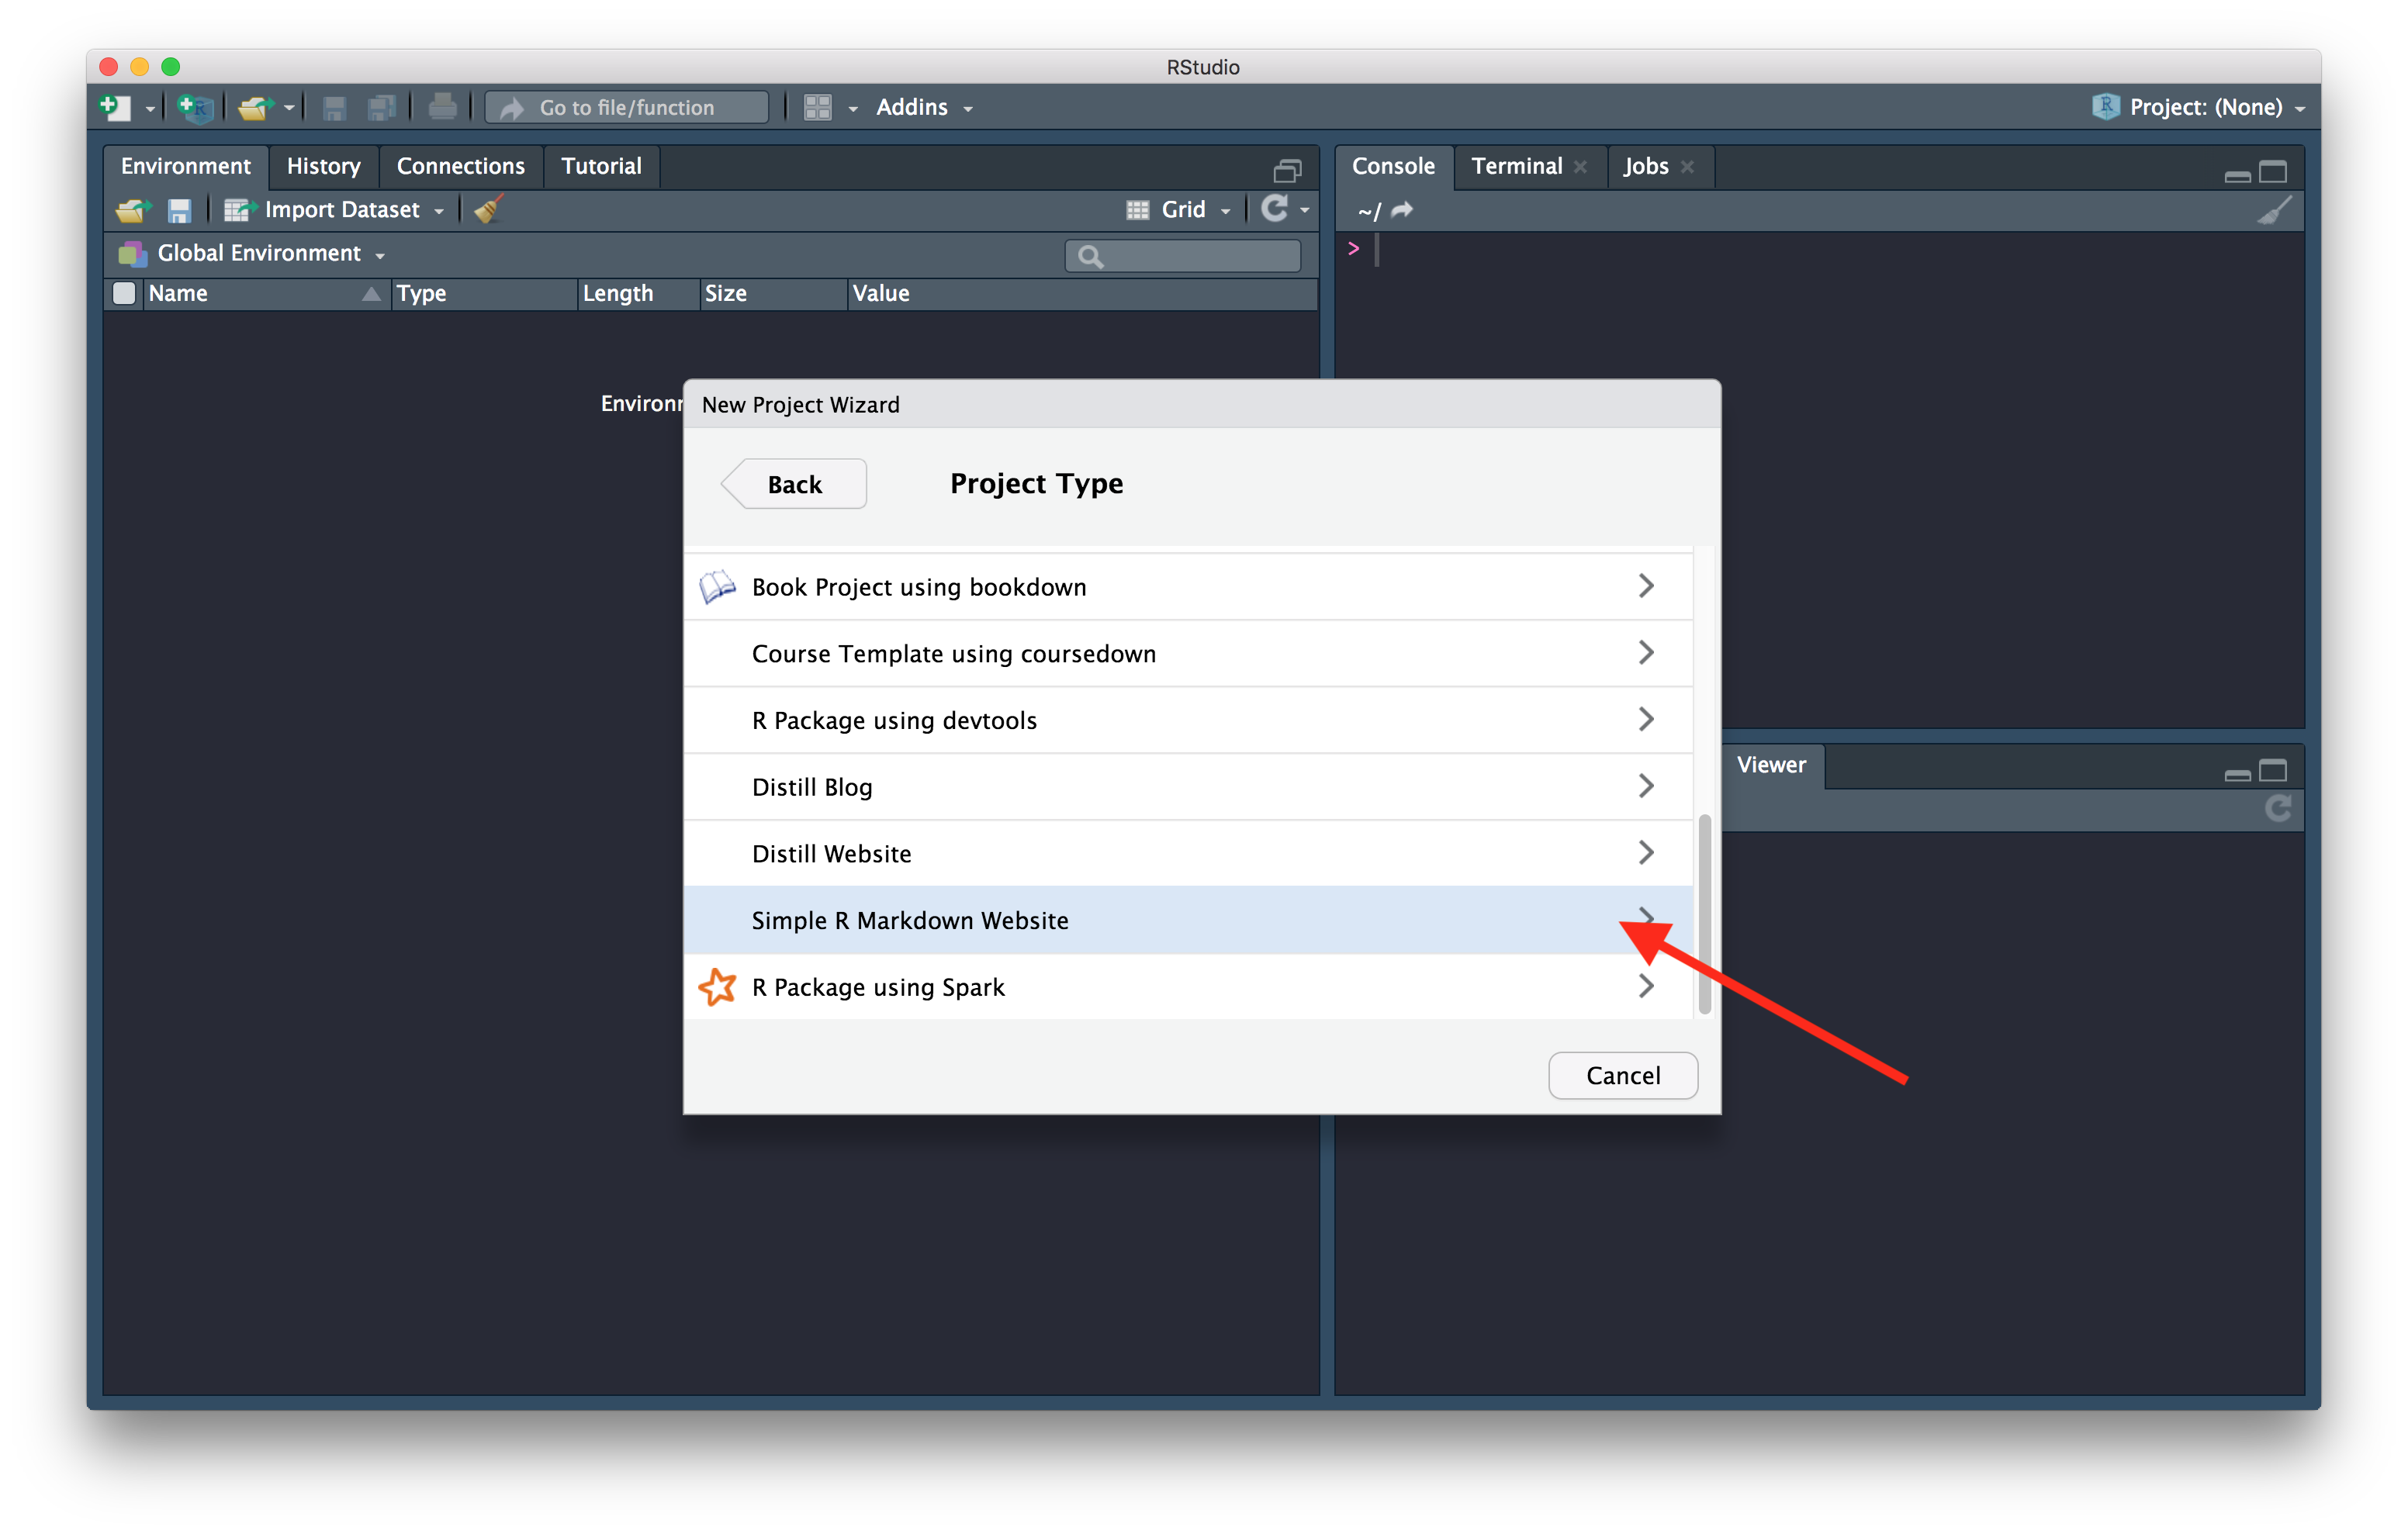 RStudio
Go to file/function
Addins
Project: (None)
Environment History Connections Tutorial
Console Terminal Jobs
Import Dataset
Grid
~/
Global Environment
>
Name Type Length Size Value
New Project Wizard
Back
Project Type
Book Project using bookdown
Course Template using coursedown
R Package using devtools
Viewer
Distill Blog
Distill Website
Simple R Markdown Website
R Package using Spark
Cancel